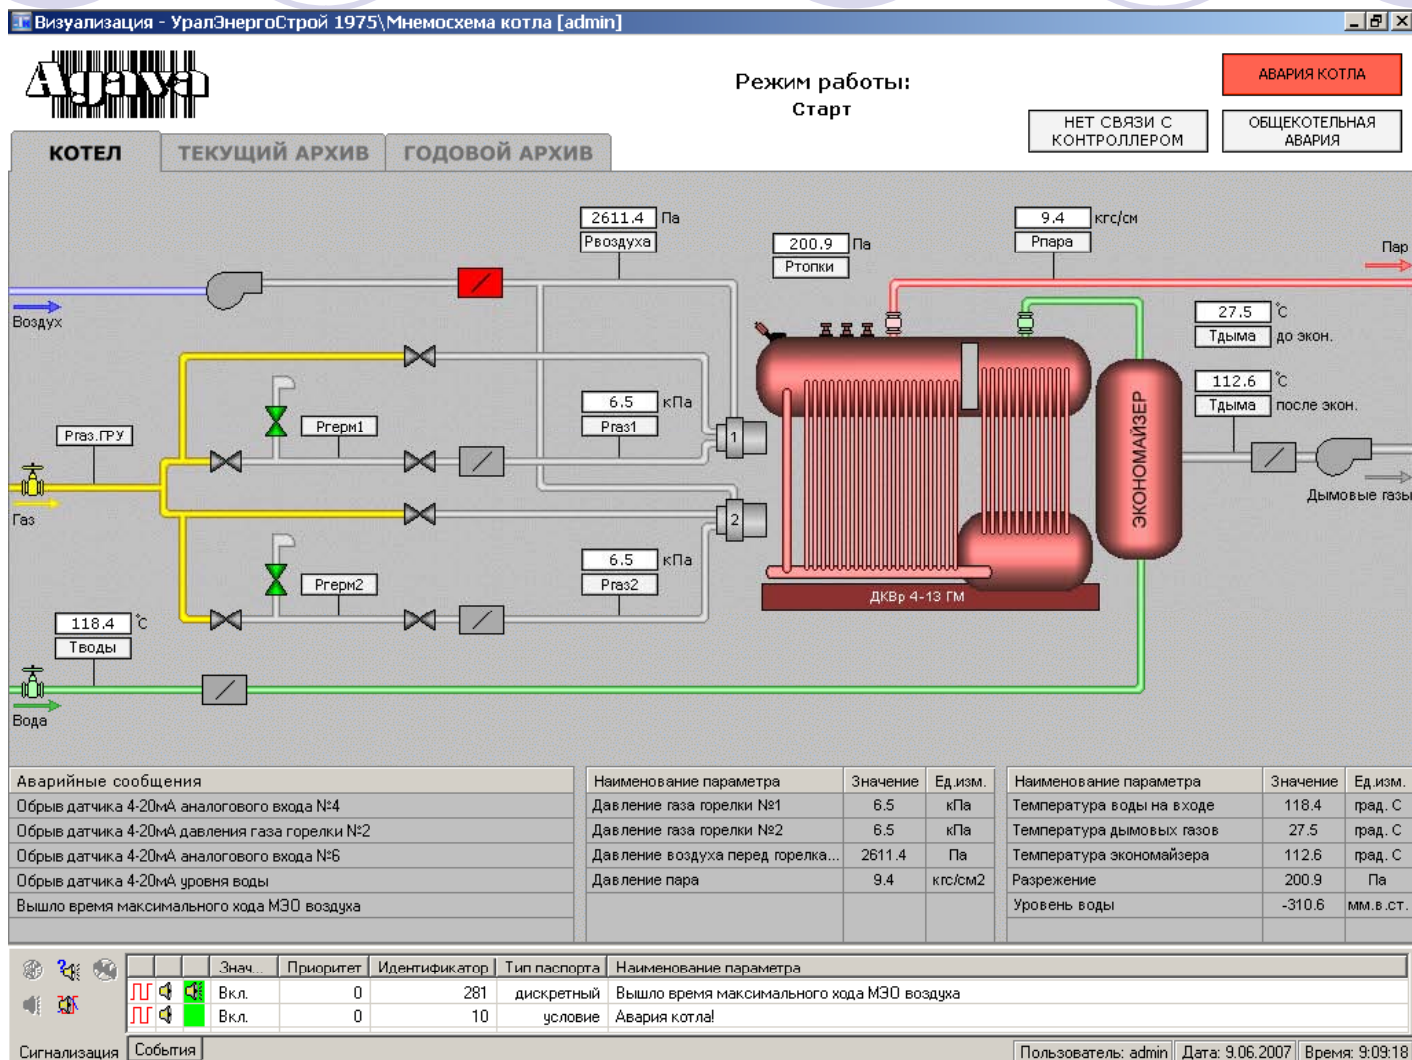 Визуализация - УралЭнергоСтрой 1975\Мнемосхема котла [admin]
Agava
Режим работы:
Старт
АВАРИЯ КОТЛА
НЕТ СВЯЗИ С
КОНТРОЛЛЕРОМ
ОБЩЕКОТЕЛЬНАЯ
АВАРИЯ
КОТЕЛ
ТЕКУЩИЙ АРХИВ
ГОДОВОЙ АРХИВ
2611.4 Па
Рвоздуха
200.9 Па
Ртопки
9.4 кгс/см
Рпара
Пар
Воздух
27.5 °С
Тдыма до экон.
112.6 °С
Тдыма после экон.
6.5 кПа
Ргаз1
Ргерм1
Ргаз.ГРУ
1
ЭКОНОМАЙЗЕР
Газ
Дымовые газы
2
6.5 кПа
Ргаз2
Ргерм2
ДКВр 4-13 ГМ
118.4 °С
Тводы
Вода
Аварийные сообщения
Обрыв датчика 4-20мА аналогового входа №4
Обрыв датчика 4-20мА давления газа горелки №2
Обрыв датчика 4-20мА аналогового входа №6
Обрыв датчика 4-20мА уровня воды
Вышло время максимального хода МЭО воздуха
Наименование параметра Значение Ед.изм.
Давление газа горелки №1 6.5 кПа
Давление газа горелки №2 6.5 кПа
Давление воздуха перед горелка... 2611.4 Па
Давление пара 9.4 кгс/см2
Наименование параметра Значение Ед.изм.
Температура воды на входе 118.4 град. С
Температура дымовых газов 27.5 град. С
Температура экономайзера 112.6 град. С
Разрежение 200.9 Па
Уровень воды -310.6 мм.в.ст.
Знач... Приоритет Идентификатор Тип паспорта Наименование параметра
Вкл. 0 281 дискретный Вышло время максимального хода МЭО воздуха
Вкл. 0 10 условие Авария котла!
Сигнализация События
Пользователь: admin Дата: 9.06.2007 Время: 9:09:18